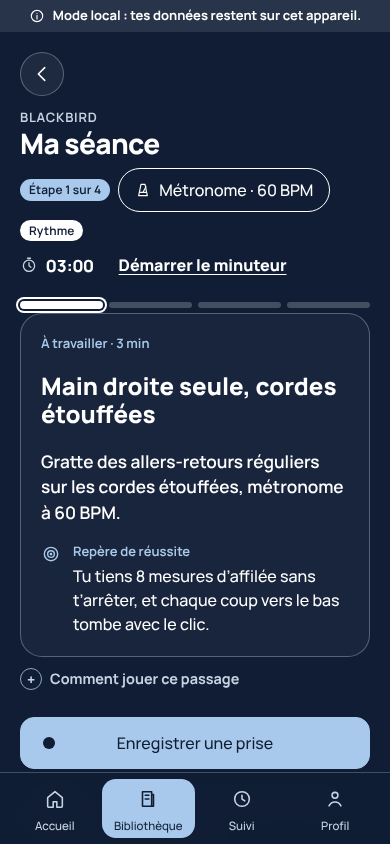 Mode local : tes données restent sur cet appareil.
BLACKBIRD
Ma séance
Étape 1 sur 4
Métronome · 60 BPM
Rythme
03:00 Démarrer le minuteur
À travailler · 3 min
Main droite seule, cordes
étouffées
Gratte des allers-retours réguliers
sur les cordes étouffées, métronome
à 60 BPM.
Repère de réussite
Tu tiens 8 mesures d'affilée sans
t'arrêter, et chaque coup vers le bas
tombe avec le clic.
Comment jouer ce passage
Enregistrer une prise
Accueil Bibliothèque Suivi Profil